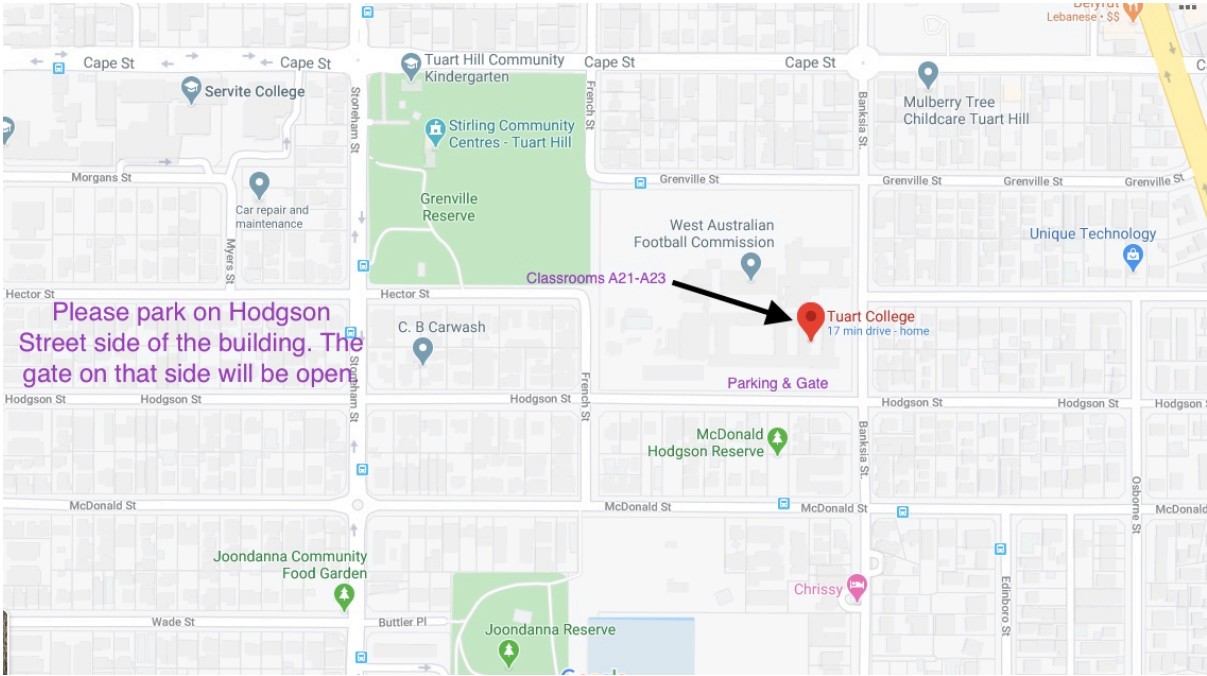 Lebanese • $$
Cape St
Cape St
Tuart Hill Community
Kindergarten
Cape St
Cape St
Servite College
Stoneham St
French St
Banksia St.
Mulberry Tree
Childcare Tuart Hill
Stirling Community
Centres - Tuart Hill
Morgans St
Grenville St
Grenville St
Grenville St
Grenville St
Car repair and
maintenance
Grenville
Reserve
West Australian
Football Commission
Unique Technology
Myers St
Classrooms A21-A23
Hector St
Hector St
Please park on Hodgson
Street side of the building. The
gate on that side will be open
C. B Carwash
Tuart College
17 min drive - home
Stoneham St
French St
Parking & Gate
Hodgson St
Hodgson St
Hodgson St
Hodgson St
Hodgson St
Hodgson
McDonald
Hodgson Reserve
Banksia St.
Osborne St
McDonald St
McDonald St
McDonald St
McDonald
Joondanna Community
Food Garden
Chrissy
Edinboro St
Wade St
Buttler Pl
Joondanna Reserve